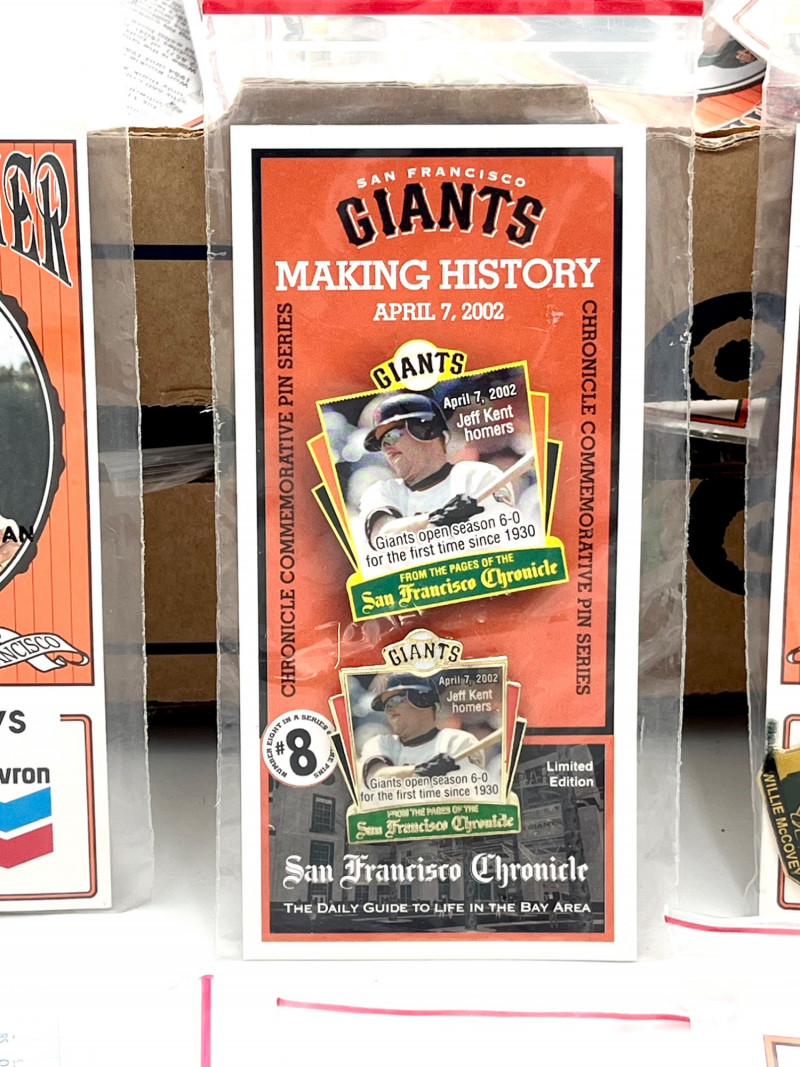 SAN FRANCISCO
GIANTS
MAKING HISTORY
APRIL 7, 2002
CHRONICLE COMMEMORATIVE PIN SERIES
CHRONICLE COMMEMORATIVE PIN SERIES
GIANTS
April 7, 2002
Jeff Kent
homers
Giants open season 6-0
for the first time since 1930
FROM THE PAGES OF THE
San Francisco Chronicle
GIANTS
April 7, 2002
Jeff Kent
homers
Giants open season 6-0
for the first time since 1930
FROM THE PAGES OF THE
San Francisco Chronicle
#8
Limited
Edition
San Francisco Chronicle
THE DAILY GUIDE TO LIFE IN THE BAY AREA
ER
AN
NCISCO
YS
vron
WILLIE McCOVEY